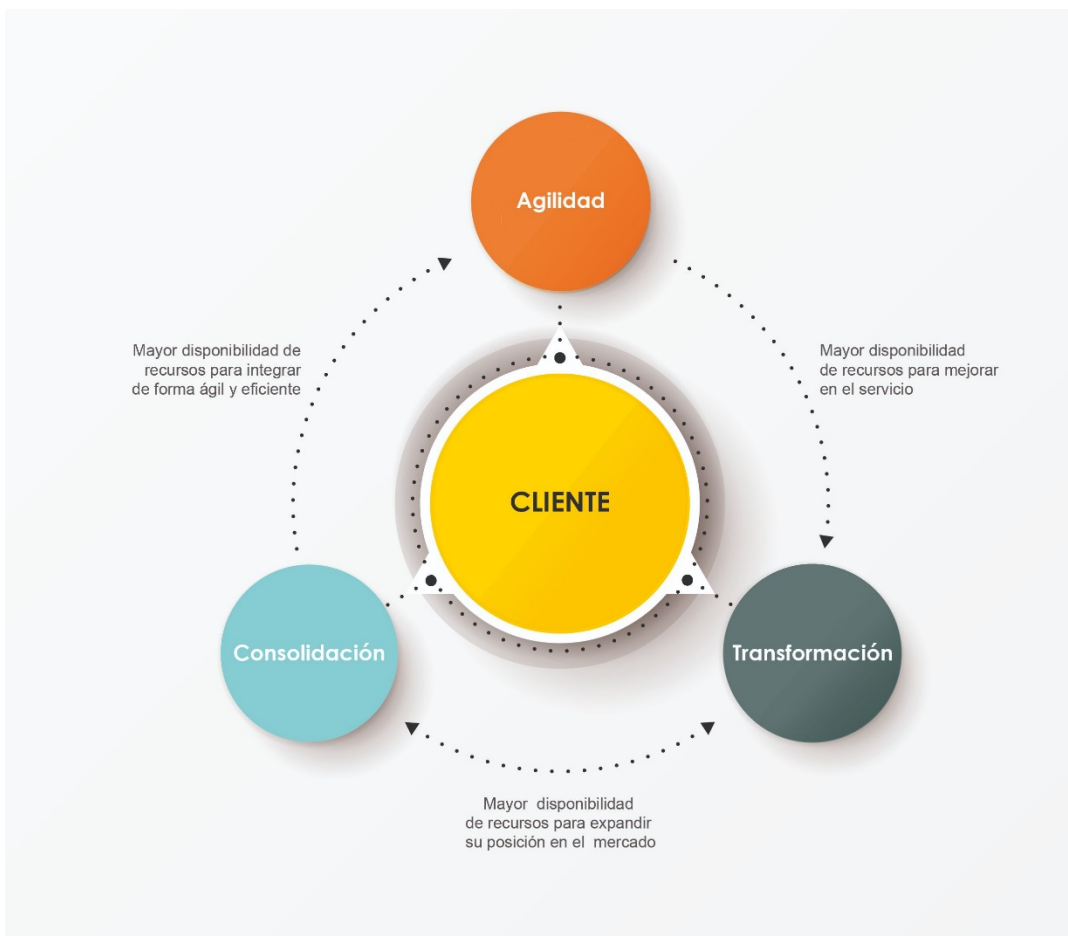 Agilidad
Mayor disponibilidad de
recursos para integrar
de forma ágil y eficiente
Mayor disponibilidad
de recursos para mejorar
en el servicio
CLIENTE
Consolidación
Transformación
Mayor disponibilidad
de recursos para expandir
su posición en el mercado